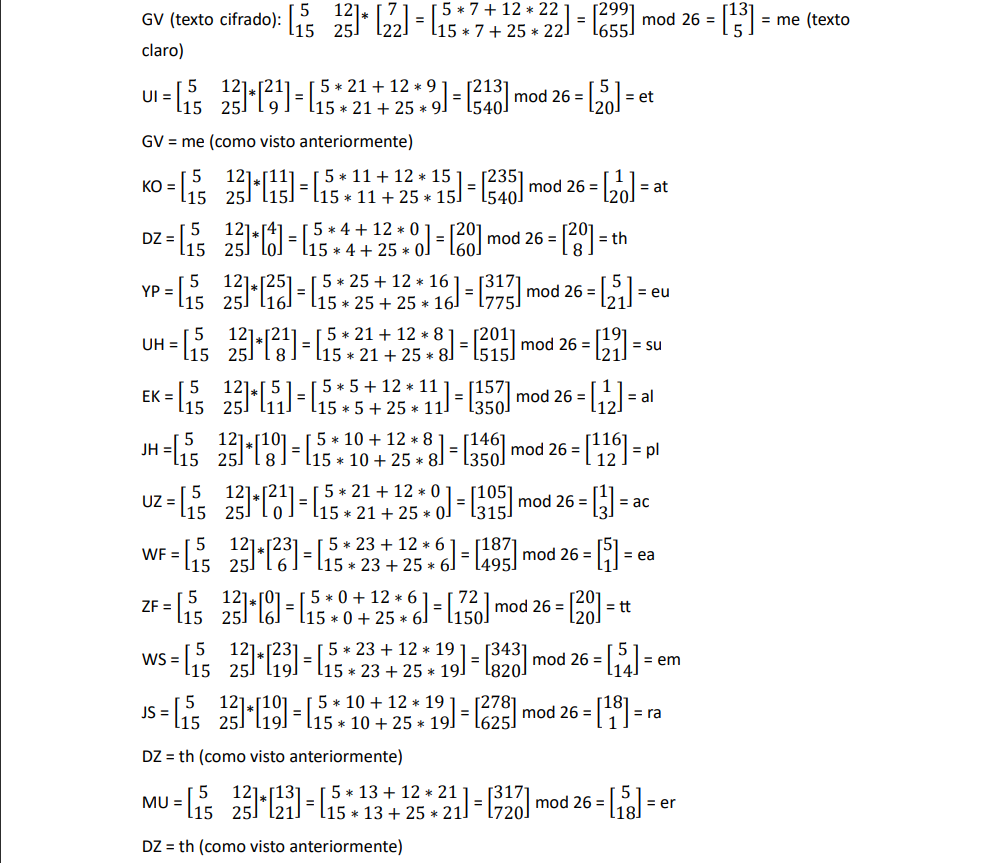 GV (texto cifrado): [5 12; 15 25]* [7; 22] = [5 * 7 + 12 * 22; 15 * 7 + 25 * 22] = [299; 655] mod 26 = [13; 5] = me (texto
claro)
UI = [5 12; 15 25]*[21; 9] = [5 * 21 + 12 * 9; 15 * 21 + 25 * 9] = [213; 540] mod 26 = [5; 20] = et
GV = me (como visto anteriormente)
KO = [5 12; 15 25]*[11; 15] = [5 * 11 + 12 * 15; 15 * 11 + 25 * 15] = [235; 540] mod 26 = [1; 20] = at
DZ = [5 12; 15 25]*[4; 0] = [5 * 4 + 12 * 0; 15 * 4 + 25 * 0] = [20; 60] mod 26 = [20; 8] = th
YP = [5 12; 15 25]*[25; 16] = [5 * 25 + 12 * 16; 15 * 25 + 25 * 16] = [317; 775] mod 26 = [5; 21] = eu
UH = [5 12; 15 25]*[21; 8] = [5 * 21 + 12 * 8; 15 * 21 + 25 * 8] = [201; 515] mod 26 = [19; 21] = su
EK = [5 12; 15 25]*[5; 11] = [5 * 5 + 12 * 11; 15 * 5 + 25 * 11] = [157; 350] mod 26 = [1; 12] = al
JH =[5 12; 15 25]*[10; 8] = [5 * 10 + 12 * 8; 15 * 10 + 25 * 8] = [146; 350] mod 26 = [116; 12] = pl
UZ = [5 12; 15 25]*[21; 0] = [5 * 21 + 12 * 0; 15 * 21 + 25 * 0] = [105; 315] mod 26 = [1; 3] = ac
WF = [5 12; 15 25]*[23; 6] = [5 * 23 + 12 * 6; 15 * 23 + 25 * 6] = [187; 495] mod 26 = [5; 1] = ea
ZF = [5 12; 15 25]*[0; 6] = [5 * 0 + 12 * 6; 15 * 0 + 25 * 6] = [72; 150] mod 26 = [20; 20] = tt
WS = [5 12; 15 25]*[23; 19] = [5 * 23 + 12 * 19; 15 * 23 + 25 * 19] = [343; 820] mod 26 = [5; 14] = em
JS = [5 12; 15 25]*[10; 19] = [5 * 10 + 12 * 19; 15 * 10 + 25 * 19] = [278; 625] mod 26 = [18; 1] = ra
DZ = th (como visto anteriormente)
MU = [5 12; 15 25]*[13; 21] = [5 * 13 + 12 * 21; 15 * 13 + 25 * 21] = [317; 720] mod 26 = [5; 18] = er
DZ = th (como visto anteriormente)